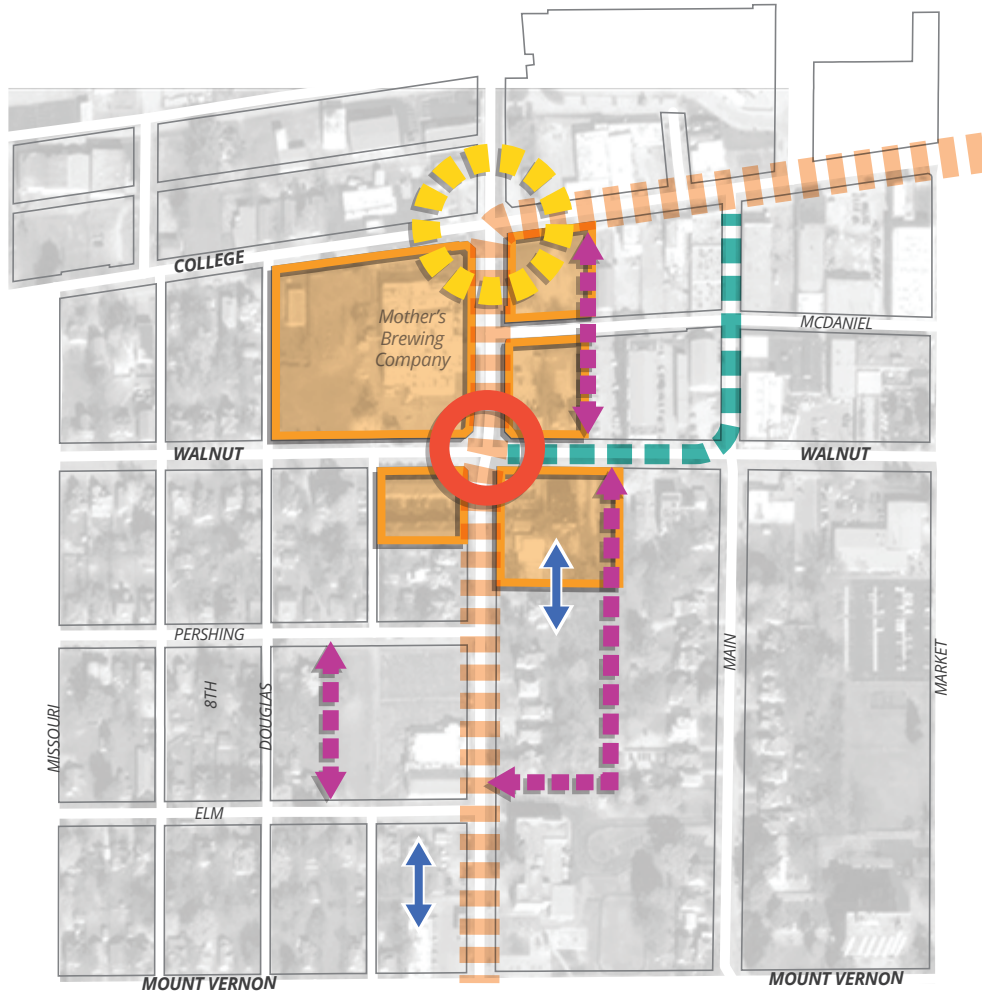 COLLEGE
Mother's
Brewing
Company
MCDANIEL
WALNUT
WALNUT
PERSHING
MAIN
MARKET
8TH
DOUGLAS
MISSOURI
ELM
MOUNT VERNON
MOUNT VERNON